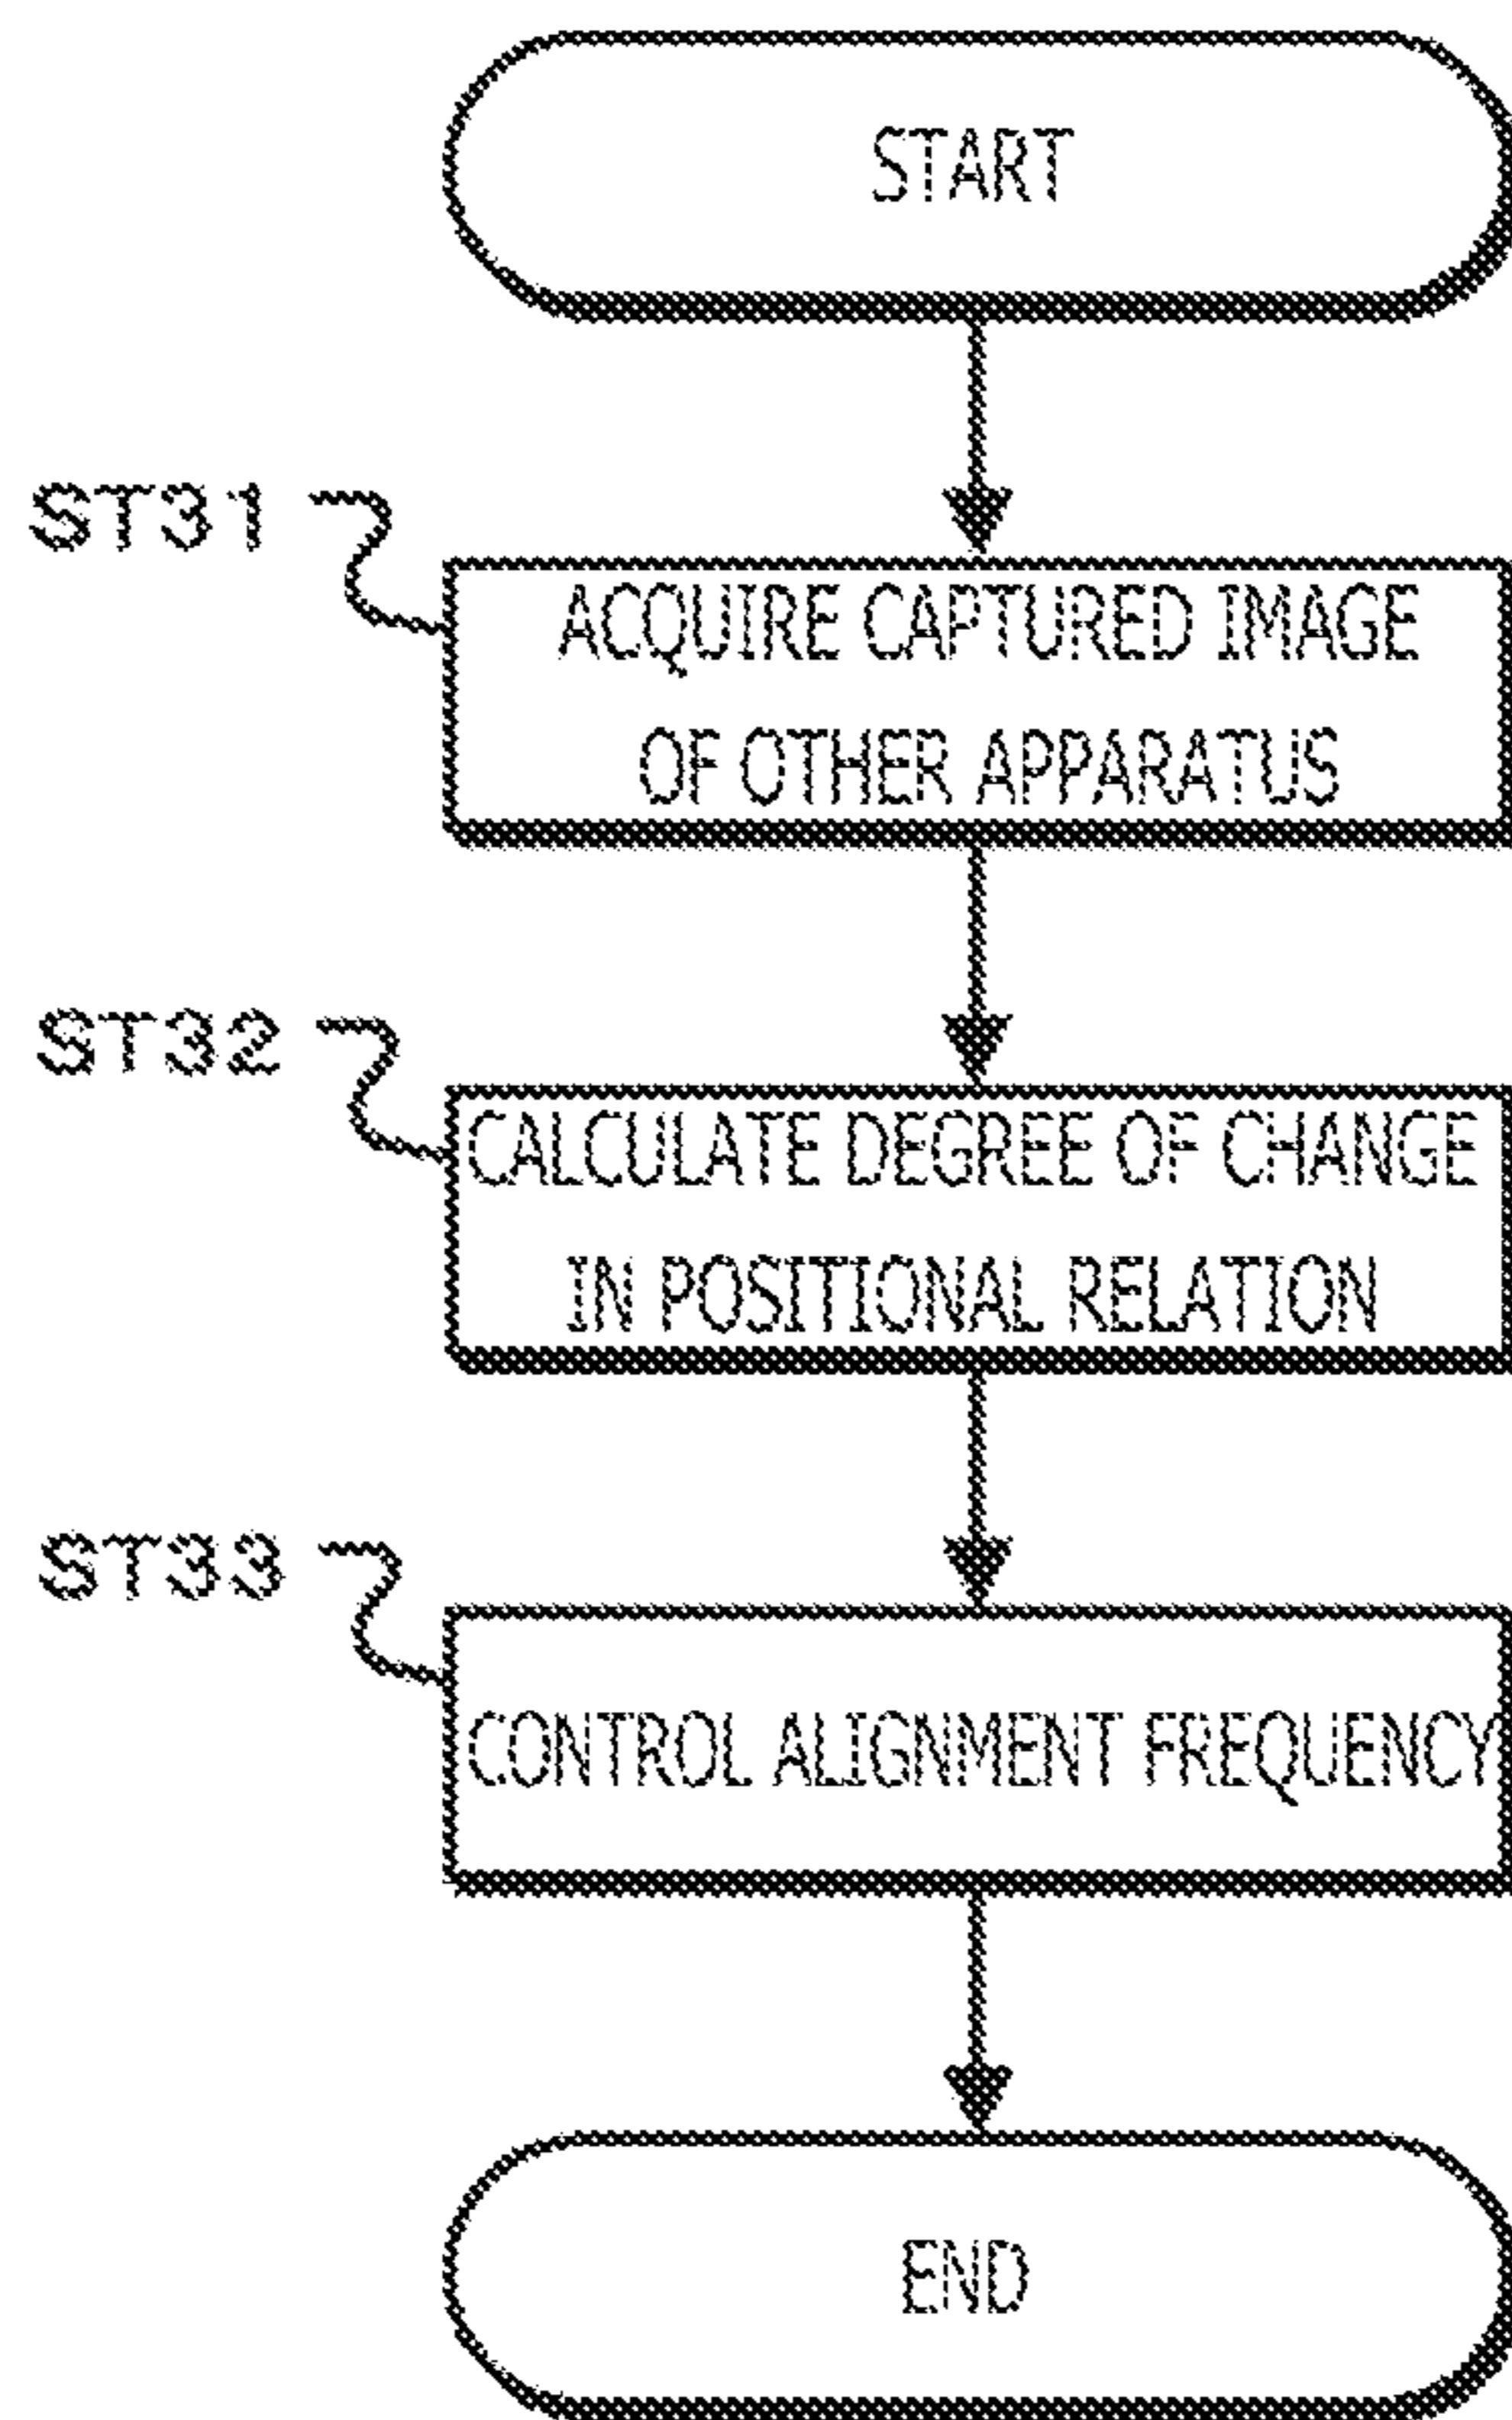 START
ST31
ACQUIRE CAPTURED IMAGE
OF OTHER APPARATUS
ST32
CALCULATE DEGREE OF CHANGE
IN POSITIONAL RELATION
ST33
CONTROL ALIGNMENT FREQUENCY
END